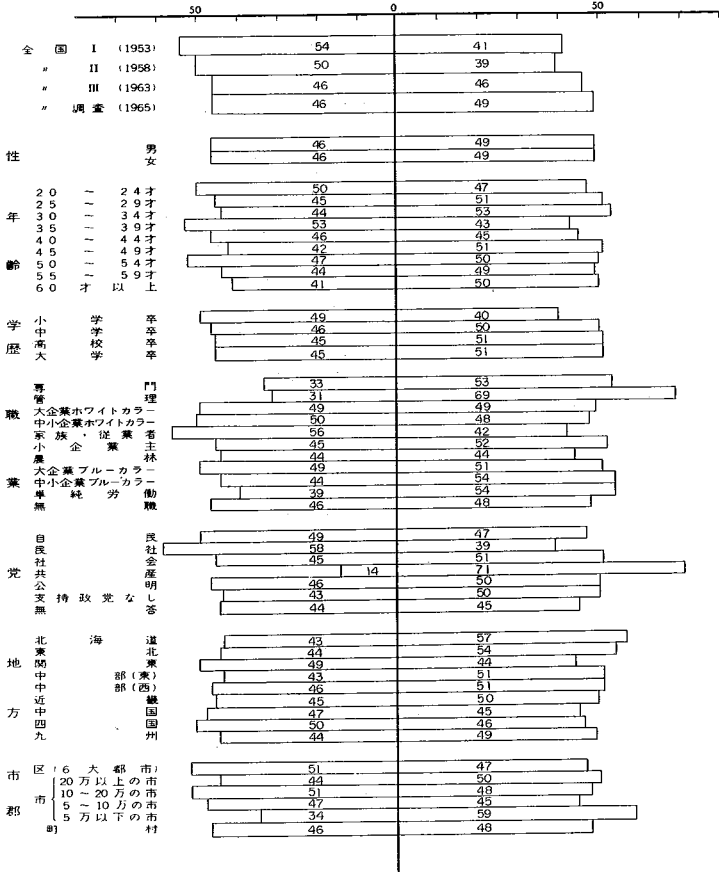 50 0 50
全国 I (1953) 54 41
〃 II (1958) 50 39
〃 III (1963) 46 46
〃 調査 (1965) 46 49
性
男 46 49
女 46 49
年齢
20 ~ 24才 50 47
25 ~ 29才 45 51
30 ~ 34才 44 53
35 ~ 39才 53 43
40 ~ 44才 46 45
45 ~ 49才 42 51
50 ~ 54才 47 50
55 ~ 59才 44 49
60才以上 41 50
学歴
小学卒 49 40
中学卒 46 50
高校卒 45 51
大学卒 45 51
職業
専門 33 53
管理 31 69
大企業ホワイトカラー 49 49
中小企業ホワイトカラー 50 48
家族・従業者 56 42
小企業主 45 52
農林 44 44
大企業ブルーカラー 49 51
中小企業ブルーカラー 44 54
単純労働 39 54
無職 46 48
党
自民 49 47
民社 58 39
社会 45 51
共産 14 71
公明 46 50
支持政党なし 43 50
無答 44 45
地方
北海道 43 57
東北 44 54
関東 49 44
中部(東) 43 51
中部(西) 46 51
近畿 45 50
中国 47 45
四国 50 46
九州 44 49
市郡
区(6大都市) 51 47
市
20万以上の市 44 50
10~20万の市 51 48
5~10万の市 47 45
5万以下の市 34 59
町村 46 48